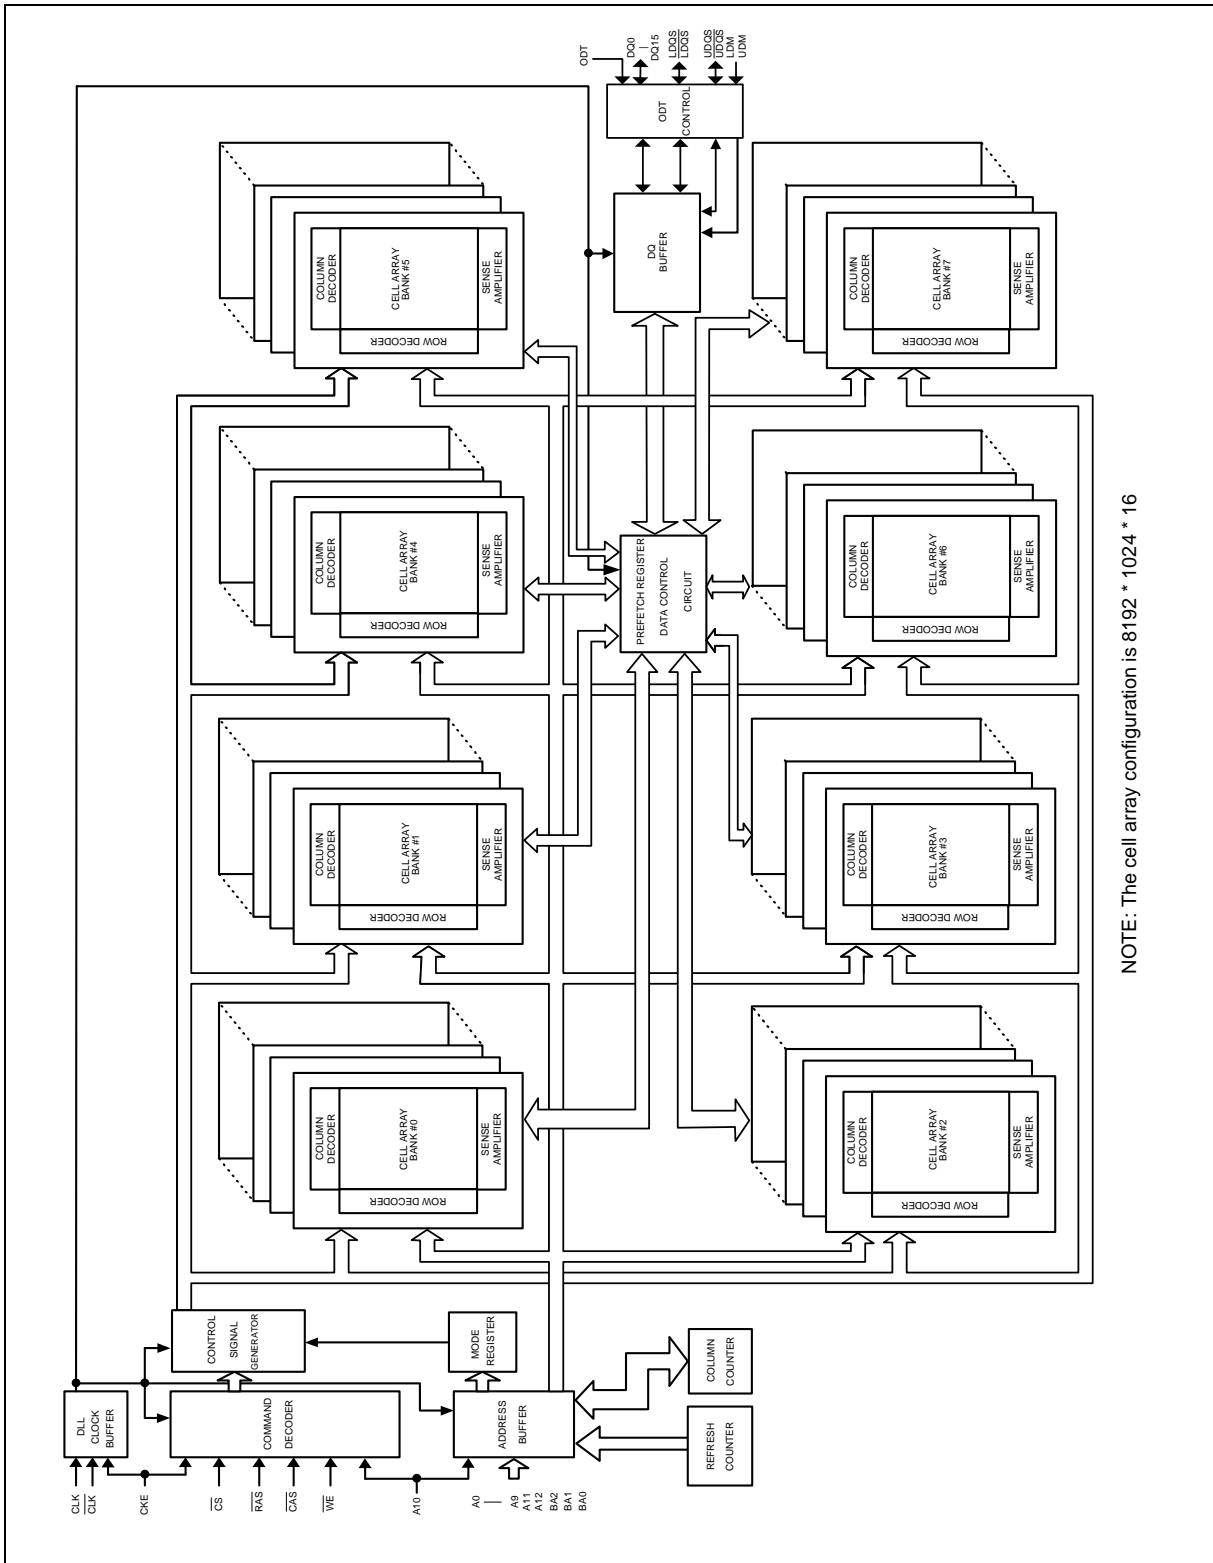 CLK
CLK
CKE
CS
RAS
CAS
WE
A10
A0
A9
A11
A12
BA2
BA1
BA0
DLL
CLOCK
BUFFER
COMMAND
DECODER
ADDRESS
BUFFER
REFRESH
COUNTER
COLUMN
COUNTER
CONTROL
SIGNAL
GENERATOR
MODE
REGISTER
COLUMN
DECODER
CELL ARRAY
BANK #0
SENSE
AMPLIFIER
ROW DECODER
COLUMN
DECODER
CELL ARRAY
BANK #2
SENSE
AMPLIFIER
ROW DECODER
COLUMN
DECODER
CELL ARRAY
BANK #1
SENSE
AMPLIFIER
ROW DECODER
COLUMN
DECODER
CELL ARRAY
BANK #3
SENSE
AMPLIFIER
ROW DECODER
COLUMN
DECODER
CELL ARRAY
BANK #4
SENSE
AMPLIFIER
ROW DECODER
PREFETCH REGISTER
DATA CONTROL
CIRCUIT
COLUMN
DECODER
CELL ARRAY
BANK #6
SENSE
AMPLIFIER
ROW DECODER
COLUMN
DECODER
CELL ARRAY
BANK #5
SENSE
AMPLIFIER
ROW DECODER
DQ
BUFFER
COLUMN
DECODER
CELL ARRAY
BANK #7
SENSE
AMPLIFIER
ROW DECODER
ODT
CONTROL
ODT
DQ0
|
DQ15
LDQS
LDQS
UDQS
UDQS
LDM
UDM
NOTE: The cell array configuration is 8192 * 1024 * 16